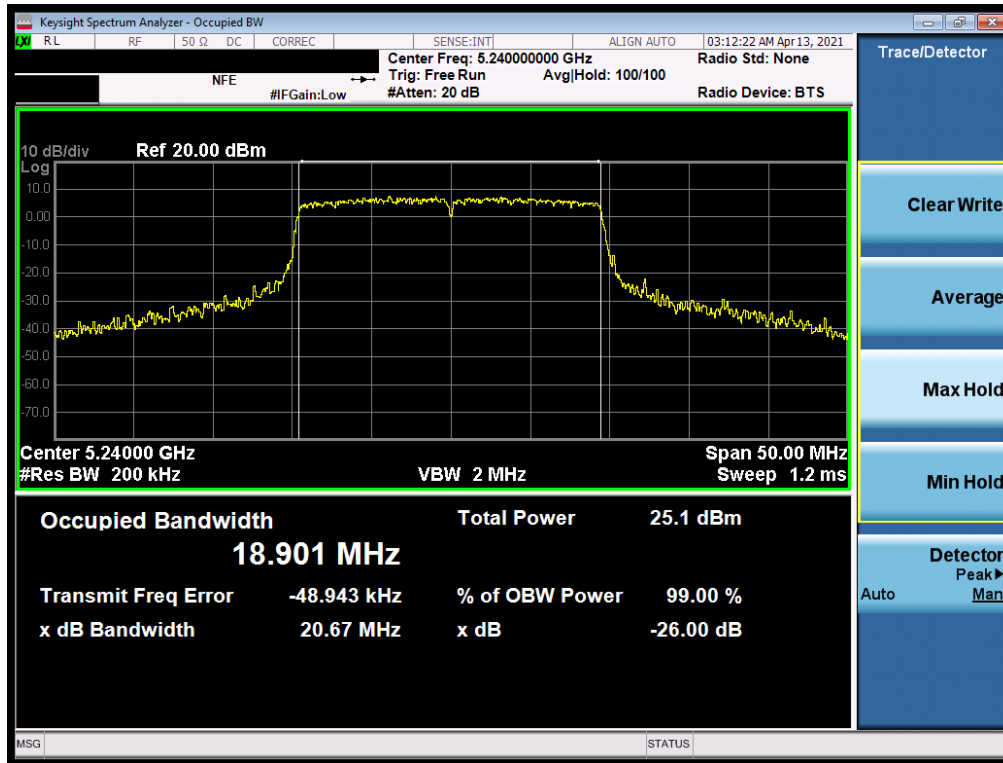 Keysight Spectrum Analyzer - Occupied BW
LXI RL RF 50 Ω DC CORREC SENSE:INT ALIGN AUTO 03:12:22 AM Apr 13, 2021
Center Freq: 5.240000000 GHz Radio Std: None
NFE Trig: Free Run Avg|Hold: 100/100
#IFGain:Low #Atten: 20 dB Radio Device: BTS
Trace/Detector
10 dB/div Ref 20.00 dBm
Log
10.0
0.00
-10.0
-20.0
-30.0
-40.0
-50.0
-60.0
-70.0
Center 5.24000 GHz Span 50.00 MHz
#Res BW 200 kHz VBW 2 MHz Sweep 1.2 ms
Occupied Bandwidth Total Power 25.1 dBm
18.901 MHz
Transmit Freq Error -48.943 kHz % of OBW Power 99.00 %
x dB Bandwidth 20.67 MHz x dB -26.00 dB
Clear Write
Average
Max Hold
Min Hold
Detector
Peak▶
Auto Man
MSG STATUS